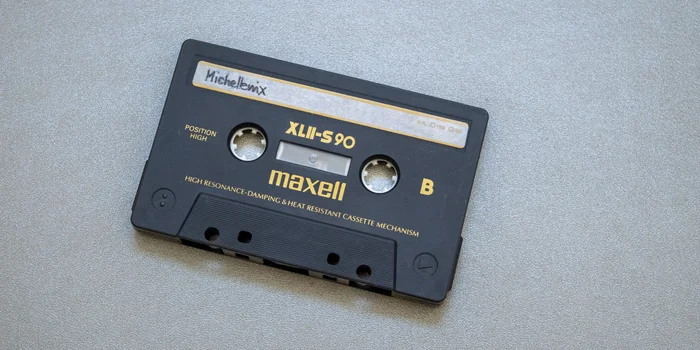 Michellemix
XLII-S 90
POSITION
HIGH
maxell
B
HIGH RESONANCE-DAMPING & HEAT RESISTANT CASSETTE MECHANISM